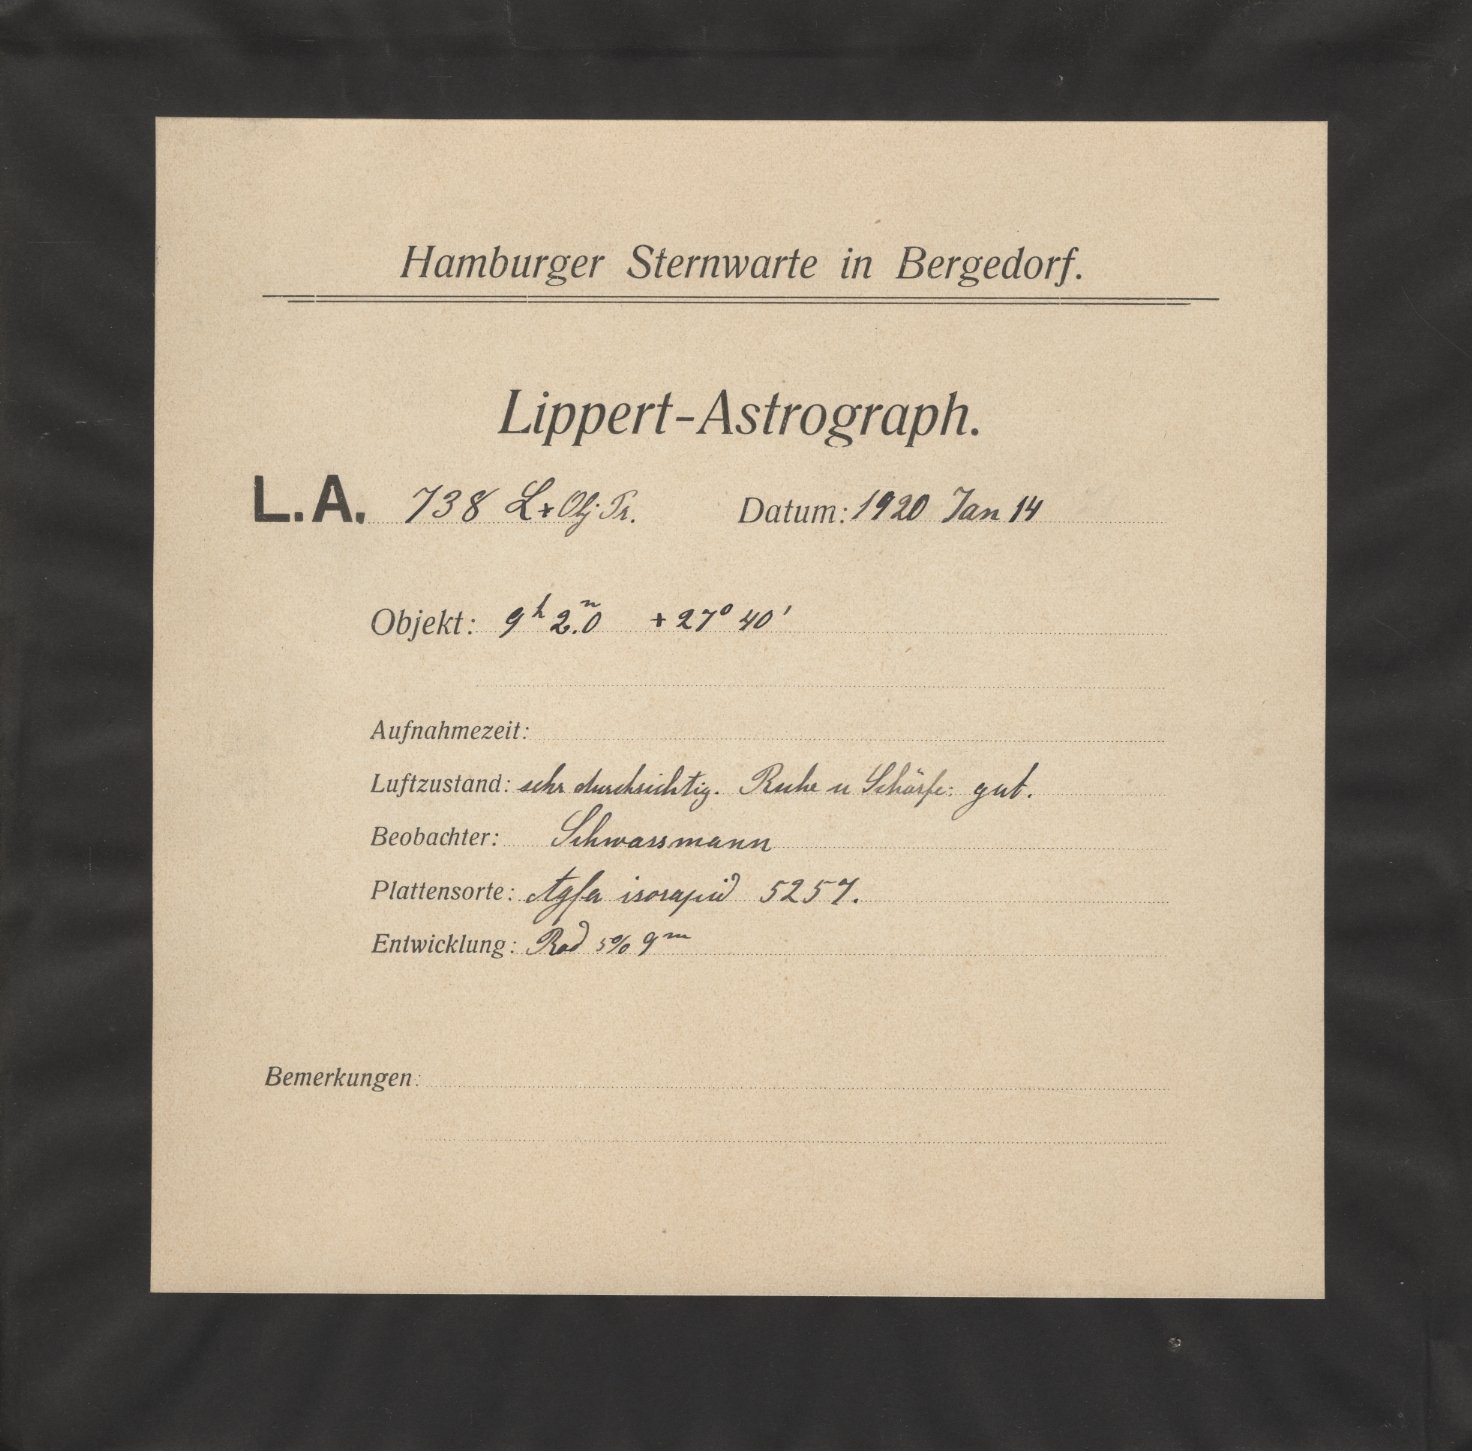 Hamburger Sternwarte in Bergedorf.
Lippert-Astrograph.
L.A. 738 L + Obj. Pr. Datum: 1920 Jan 14
Objekt: 9h 2.m0 + 27° 40'
Aufnahmezeit:
Luftzustand: sehr durchsichtig. Ruhe u Schärfe: gut.
Beobachter: Schwassmann
Plattensorte: Agfa isorapid 5257.
Entwicklung: Rod 5% 9m
Bemerkungen: